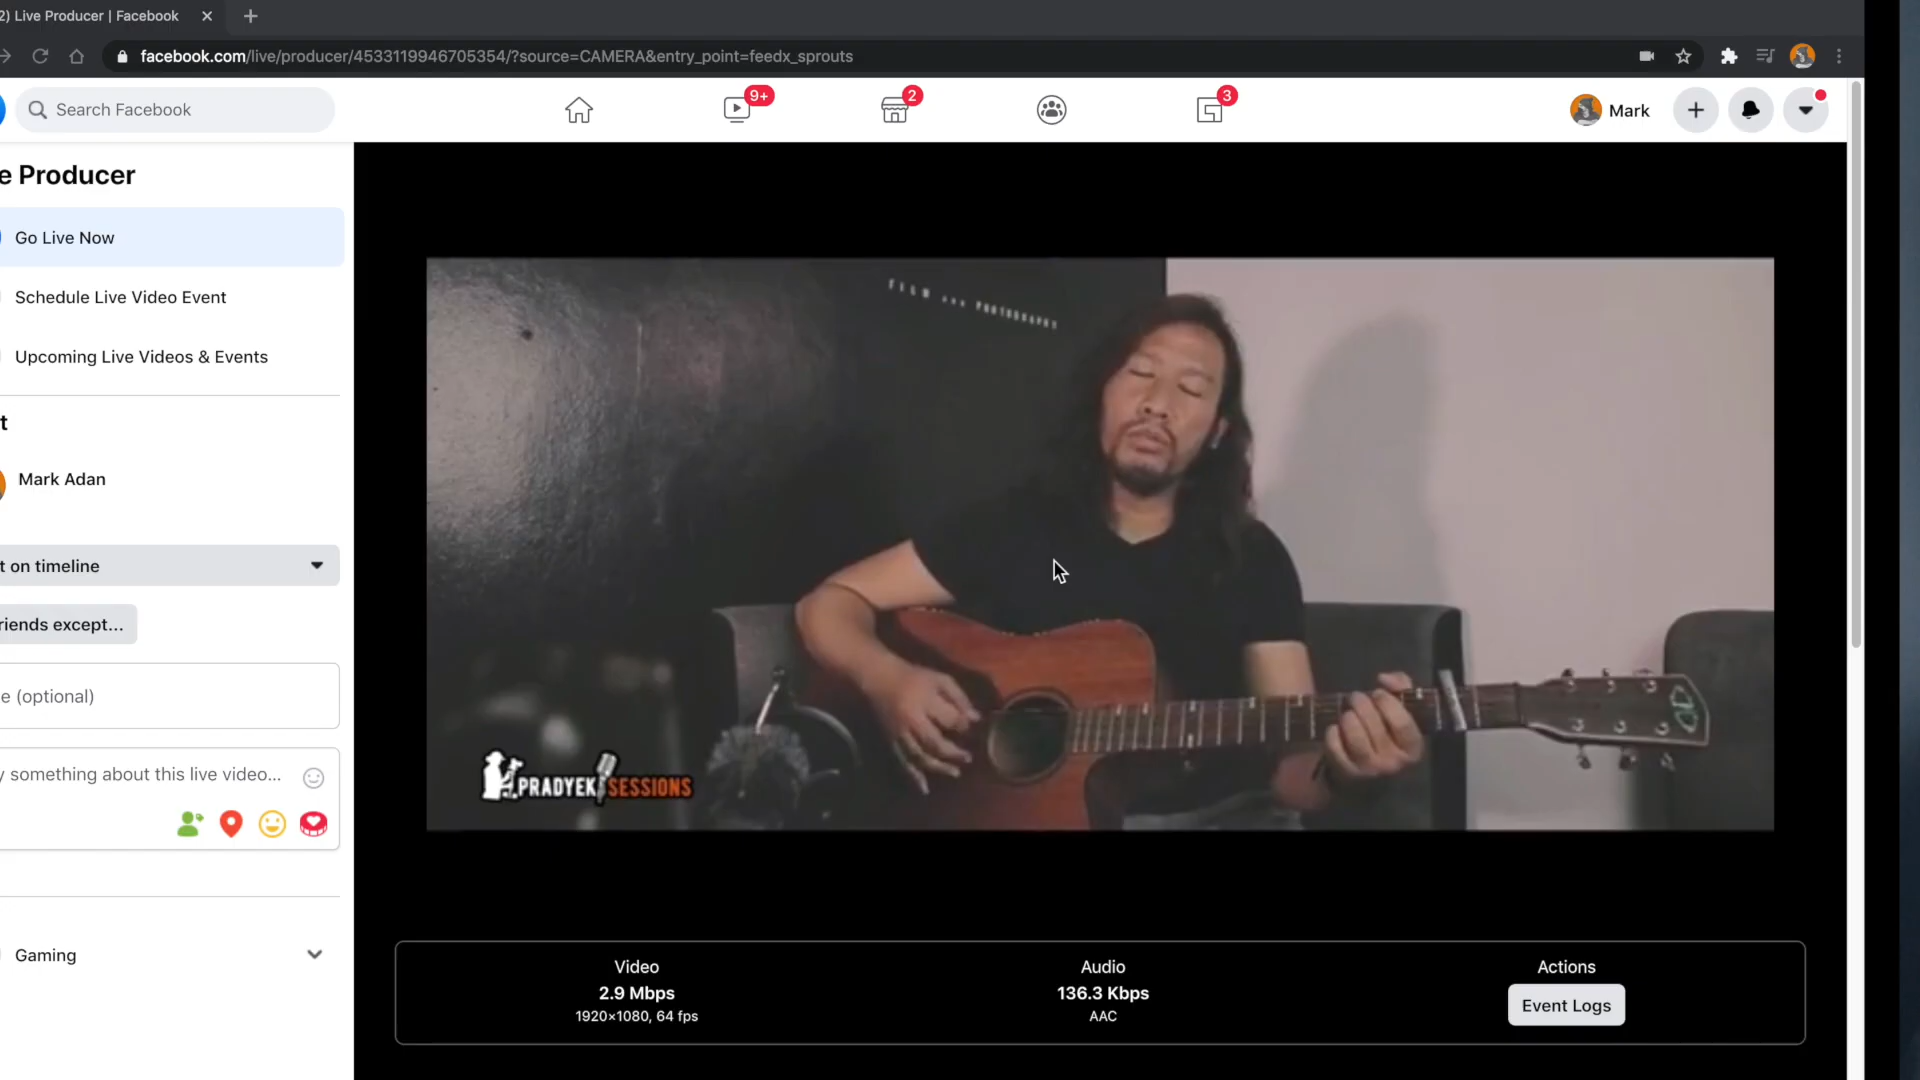 2) Live Producer | Facebook
facebook.com/live/producer/4533119946705354/?source=CAMERA&entry_point=feedx_sprouts
Search Facebook
9+
2
3
Mark
e Producer
Go Live Now
Schedule Live Video Event
Upcoming Live Videos & Events
t
Mark Adan
t on timeline
riends except...
e (optional)
y something about this live video...
Gaming
FILM AND PHOTOGRAPHY
PRADYEK SESSIONS
Video
2.9 Mbps
1920×1080, 64 fps
Audio
136.3 Kbps
AAC
Actions
Event Logs